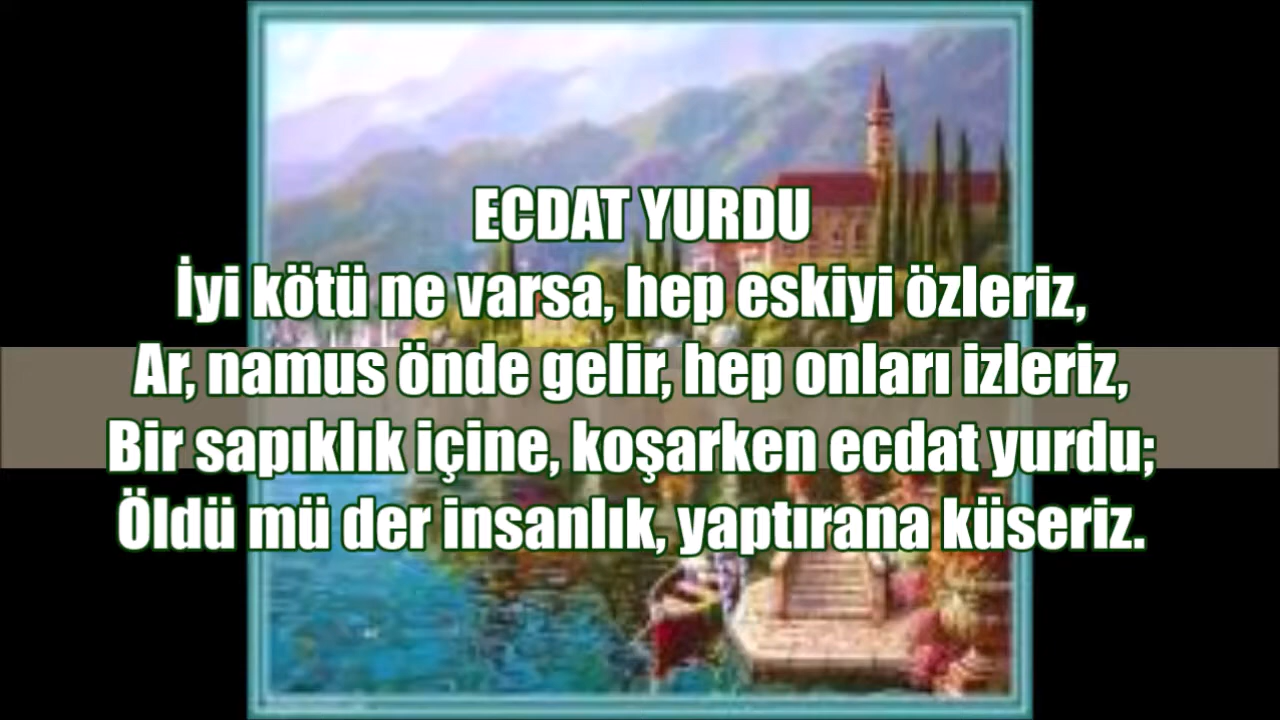 ECDAT YURDU
İyi kötü ne varsa, hep eskiyi özleriz,
Ar, namus önde gelir, hep onları izleriz,
Bir sapıklık içine, koşarken ecdat yurdu;
Öldü mü der insanlık, yaptırana küseriz.